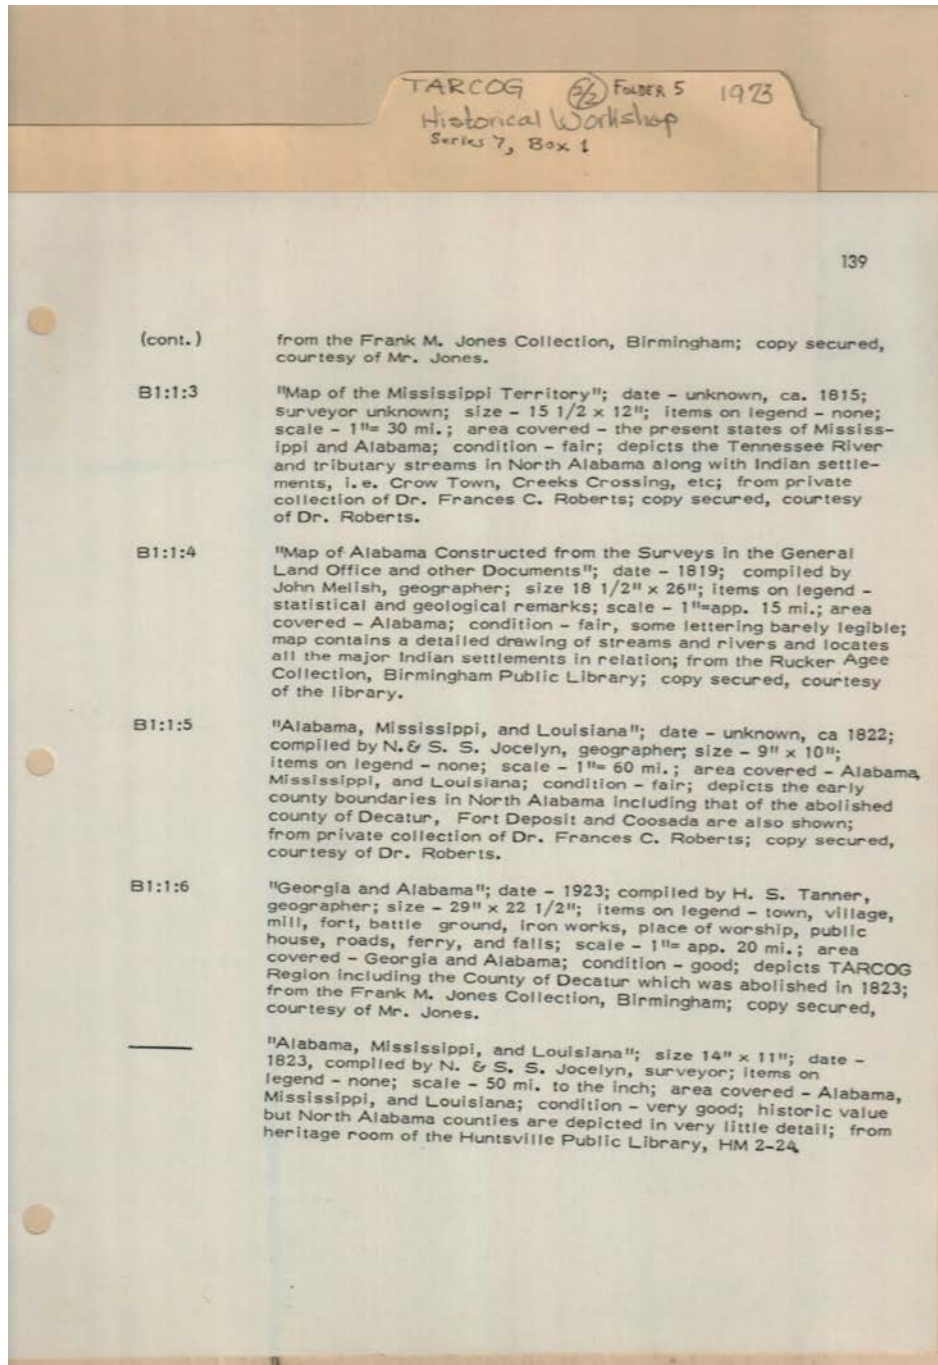 TARCOG 5/2 FOLDER 5 1973
Historical Workshop
Series 7, Box 1
139
(cont.) from the Frank M. Jones Collection, Birmingham; copy secured,
courtesy of Mr. Jones.
B1:1:3 "Map of the Mississippi Territory"; date - unknown, ca. 1815;
surveyor unknown; size - 15 1/2 x 12"; items on legend - none;
scale - 1"= 30 mi.; area covered - the present states of Mississ-
ippi and Alabama; condition - fair; depicts the Tennessee River
and tributary streams in North Alabama along with Indian settle-
ments, i.e. Crow Town, Creeks Crossing, etc; from private
collection of Dr. Frances C. Roberts; copy secured, courtesy
of Dr. Roberts.
B1:1:4 "Map of Alabama Constructed from the Surveys in the General
Land Office and other Documents"; date - 1819; compiled by
John Melish, geographer; size 18 1/2" x 26"; items on legend -
statistical and geological remarks; scale - 1"=app. 15 mi.; area
covered - Alabama; condition - fair, some lettering barely legible;
map contains a detailed drawing of streams and rivers and locates
all the major Indian settlements in relation; from the Rucker Agee
Collection, Birmingham Public Library; copy secured, courtesy
of the library.
B1:1:5 "Alabama, Mississippi, and Louisiana"; date - unknown, ca 1822;
compiled by N. & S. S. Jocelyn, geographer; size - 9" x 10";
items on legend - none; scale - 1"= 60 mi.; area covered - Alabama,
Mississippi, and Louisiana; condition - fair; depicts the early
county boundaries in North Alabama including that of the abolished
county of Decatur, Fort Deposit and Coosada are also shown;
from private collection of Dr. Frances C. Roberts; copy secured,
courtesy of Dr. Roberts.
B1:1:6 "Georgia and Alabama"; date - 1923; compiled by H. S. Tanner,
geographer; size - 29" x 22 1/2"; items on legend - town, village,
mill, fort, battle ground, iron works, place of worship, public
house, roads, ferry, and falls; scale - 1"= app. 20 mi.; area
covered - Georgia and Alabama; condition - good; depicts TARCOG
Region including the County of Decatur which was abolished in 1823;
from the Frank M. Jones Collection, Birmingham; copy secured,
courtesy of Mr. Jones.
"Alabama, Mississippi, and Louisiana"; size 14" x 11"; date -
1823, compiled by N. & S. S. Jocelyn, surveyor; items on
legend - none; scale - 50 mi. to the inch; area covered - Alabama,
Mississippi, and Louisiana; condition - very good; historic value
but North Alabama counties are depicted in very little detail; from
heritage room of the Huntsville Public Library, HM 2-24.